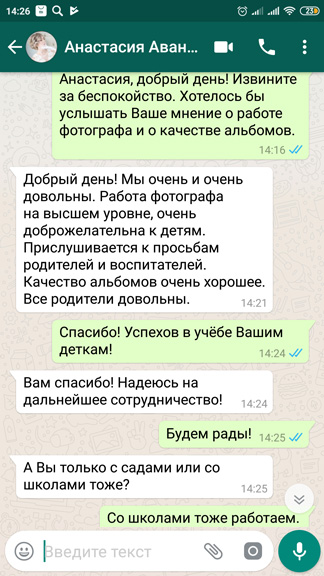 14:26
23
Анастасия Аван...
Анастасия, добрый день! Извините
за беспокойство. Хотелось бы
услышать Ваше мнение о работе
фотографа и о качестве альбомов.
14:16
Добрый день! Мы очень и очень
довольны. Работа фотографа
на высшем уровне, очень
доброжелательна к детям.
Прислушивается к просьбам
родителей и воспитателей.
Качество альбомов очень хорошее.
Все родители довольны.
14:21
Спасибо! Успехов в учёбе Вашим
деткам!
14:24
Вам спасибо! Надеюсь на
дальнейшее сотрудничество!
14:24
Будем рады!
14:25
А Вы только с садами или со
школами тоже?
14:25
Со школами тоже работаем.
Введите текст